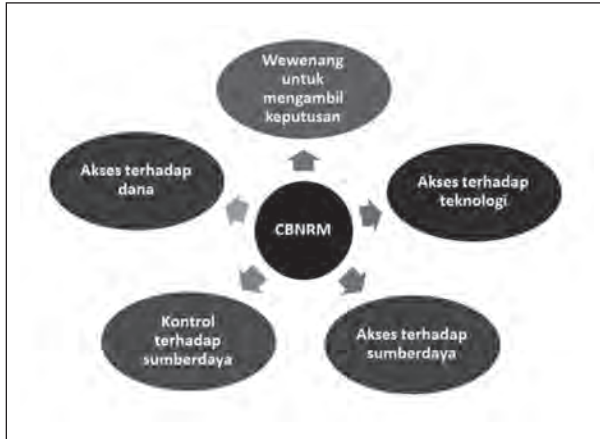 Wewenang
untuk
mengambil
keputusan
Akses terhadap
dana
Akses terhadap
teknologi
CBNRM
Kontrol
terhadap
sumberdaya
Akses terhadap
sumberdaya